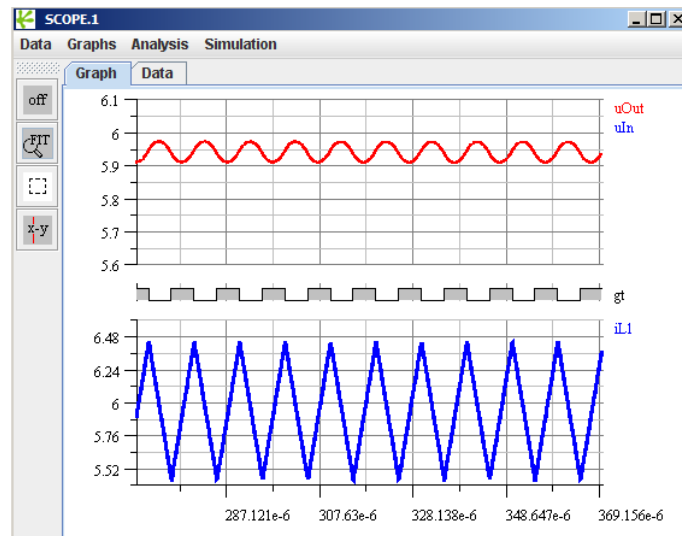 SCOPE.1
Data Graphs Analysis Simulation
Graph Data
off
FIT
x-y
6.1
6
5.9
5.8
5.7
5.6
uOut
uIn
gt
6.48
6.24
6
5.76
5.52
iL1
287.121e-6 307.63e-6 328.138e-6 348.647e-6 369.156e-6